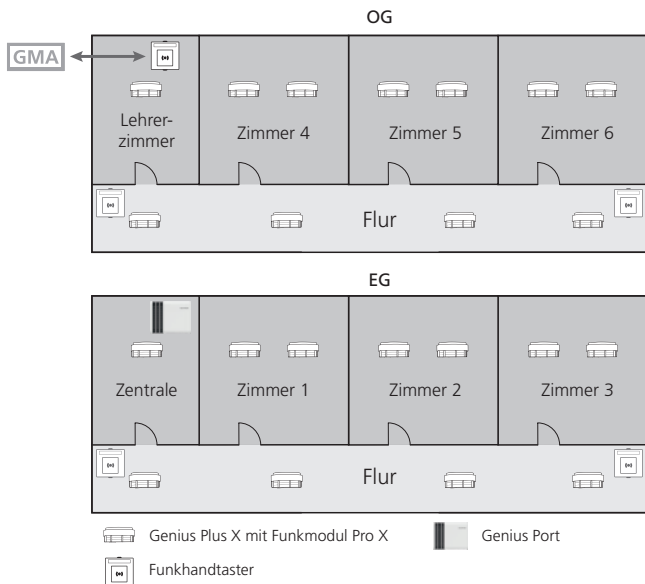 OG
GMA
Lehrer-
zimmer
Zimmer 4
Zimmer 5
Zimmer 6
Flur
EG
Zentrale
Zimmer 1
Zimmer 2
Zimmer 3
Flur
Genius Plus X mit Funkmodul Pro X
Genius Port
Funkhandtaster